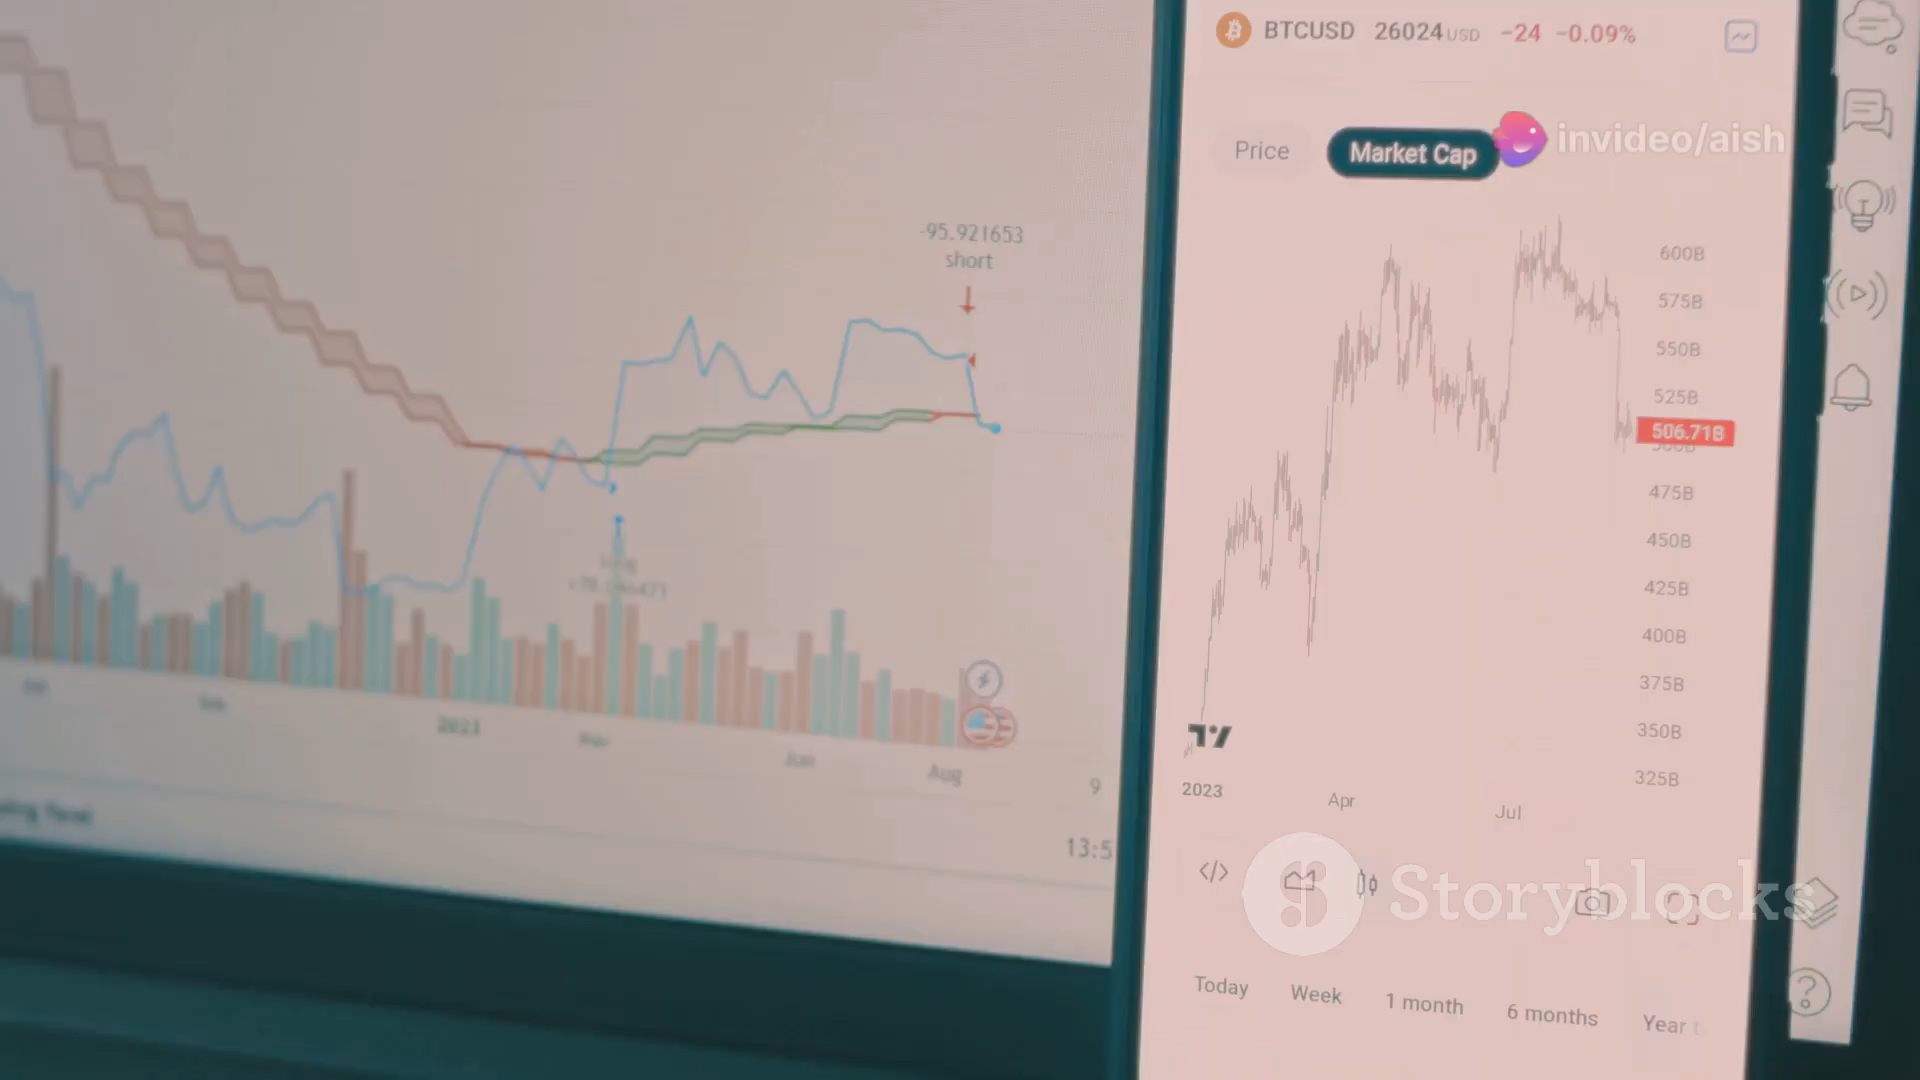 BTCUSD 26024 USD −24 −0.09%
Price
Market Cap
invideo/aish
-95.921653
short
600B
575B
550B
525B
506.71B
475B
450B
425B
400B
375B
350B
325B
2023
Apr
Jul
2023
Jun
Aug
9
13:5
</>
Storyblocks
Today
Week
1 month
6 months
Year